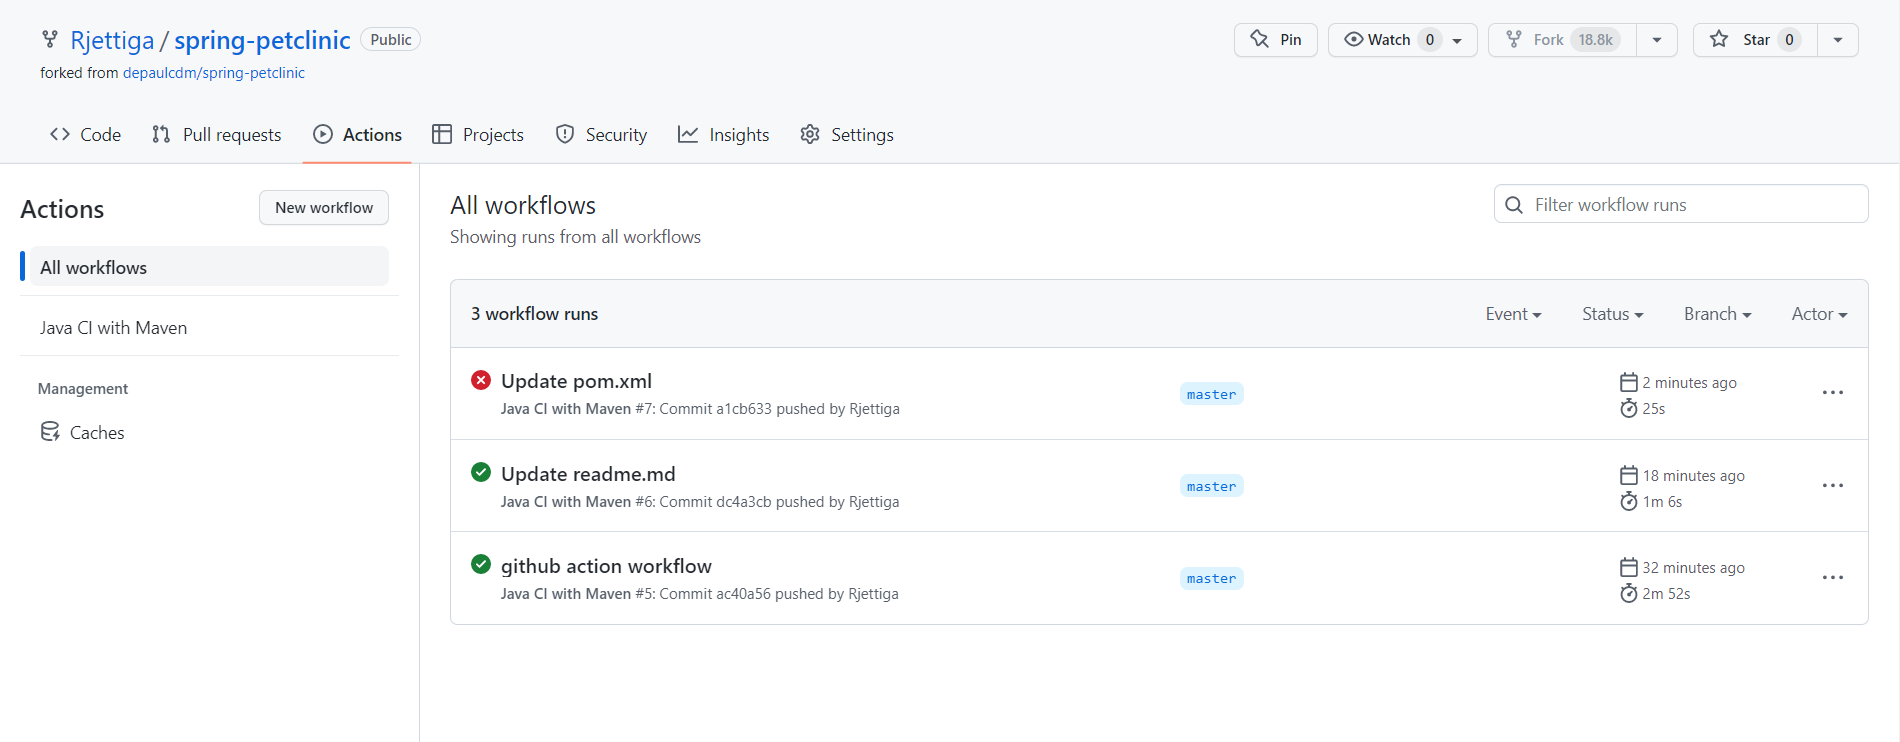 Rjettiga / spring-petclinic Public
Pin Watch 0 Fork 18.8k Star 0
forked from depaulcdm/spring-petclinic
Code Pull requests Actions Projects Security Insights Settings
Actions
New workflow
All workflows
Java CI with Maven
Management
Caches
All workflows
Showing runs from all workflows
Filter workflow runs
3 workflow runs
Event Status Branch Actor
Update pom.xml
Java CI with Maven #7: Commit a1cb633 pushed by Rjettiga
master
2 minutes ago
25s
Update readme.md
Java CI with Maven #6: Commit dc4a3cb pushed by Rjettiga
master
18 minutes ago
1m 6s
github action workflow
Java CI with Maven #5: Commit ac40a56 pushed by Rjettiga
master
32 minutes ago
2m 52s